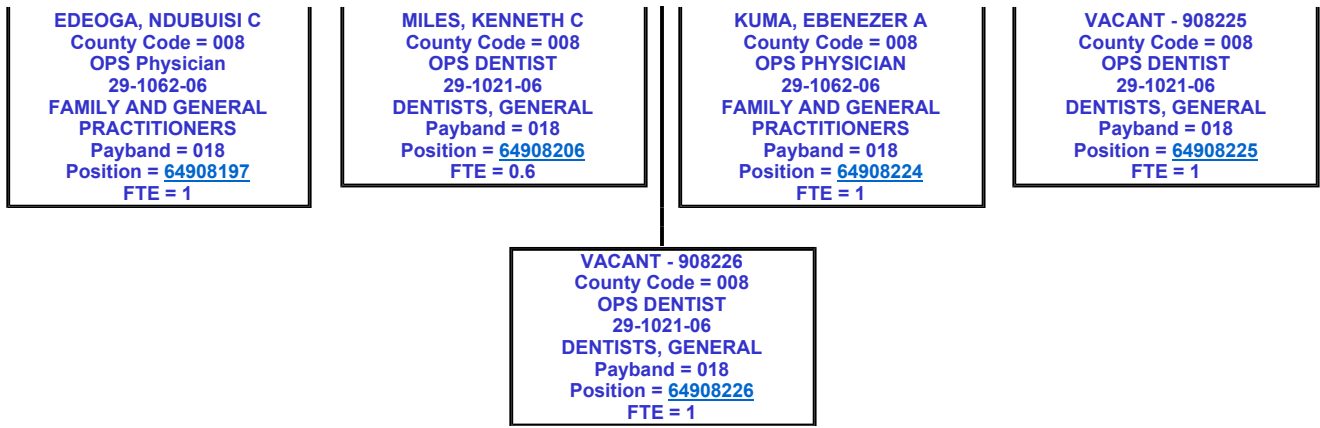 EDEOGA, NDUBUISI C
County Code = 008
OPS Physician
29-1062-06
FAMILY AND GENERAL
PRACTITIONERS
Payband = 018
Position = 64908197
FTE = 1
MILES, KENNETH C
County Code = 008
OPS DENTIST
29-1021-06
DENTISTS, GENERAL
Payband = 018
Position = 64908206
FTE = 0.6
KUMA, EBENEZER A
County Code = 008
OPS PHYSICIAN
29-1062-06
FAMILY AND GENERAL
PRACTITIONERS
Payband = 018
Position = 64908224
FTE = 1
VACANT - 908225
County Code = 008
OPS DENTIST
29-1021-06
DENTISTS, GENERAL
Payband = 018
Position = 64908225
FTE = 1
VACANT - 908226
County Code = 008
OPS DENTIST
29-1021-06
DENTISTS, GENERAL
Payband = 018
Position = 64908226
FTE = 1